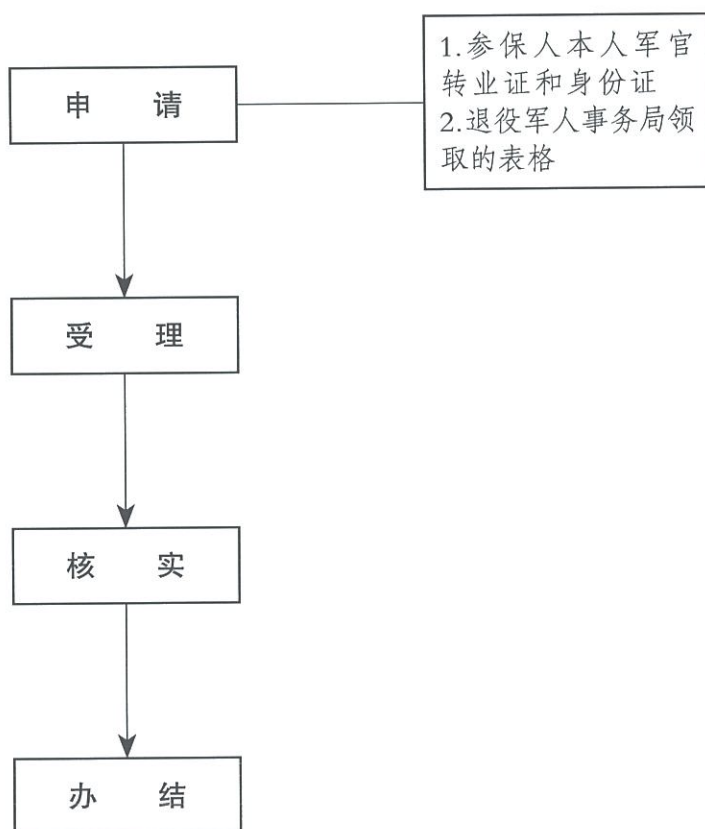 申 请
1.参保人本人军官
转业证和身份证
2.退役军人事务局领
取的表格
受 理
核 实
办 结